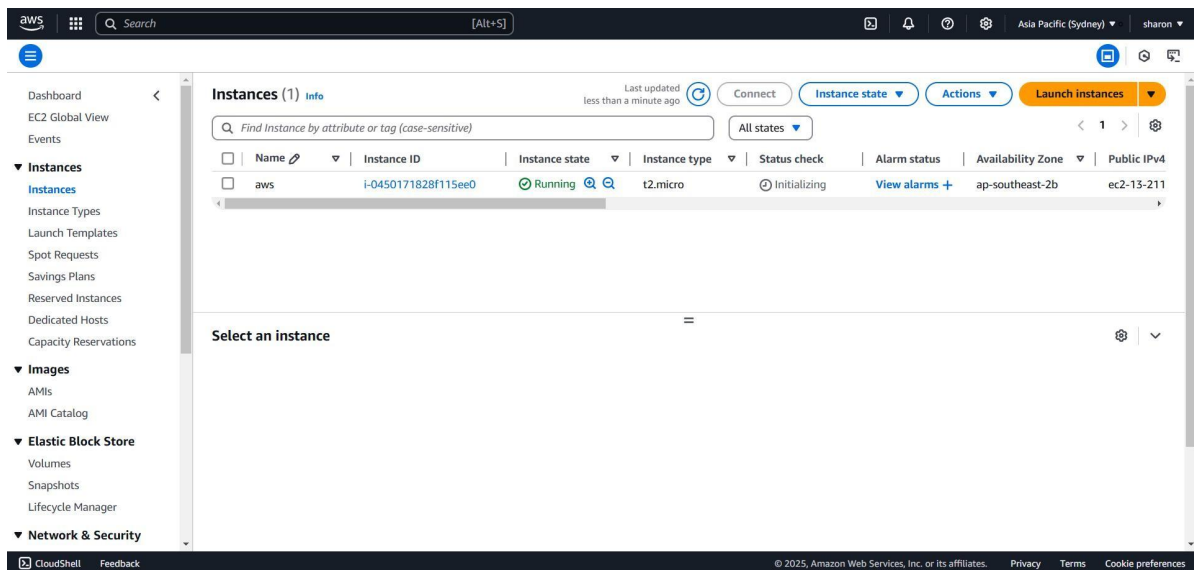 aws Search [Alt+S] Asia Pacific (Sydney) sharon
Dashboard
EC2 Global View
Events
Instances
Instances
Instance Types
Launch Templates
Spot Requests
Savings Plans
Reserved Instances
Dedicated Hosts
Capacity Reservations
Images
AMIs
AMI Catalog
Elastic Block Store
Volumes
Snapshots
Lifecycle Manager
Network & Security
Instances (1) Info
Last updated
less than a minute ago
Connect Instance state Actions Launch instances
Find Instance by attribute or tag (case-sensitive) All states 1
Name Instance ID Instance state Instance type Status check Alarm status Availability Zone Public IPv4
aws i-0450171828f115ee0 Running t2.micro Initializing View alarms + ap-southeast-2b ec2-13-211
Select an instance
CloudShell Feedback © 2025, Amazon Web Services, Inc. or its affiliates. Privacy Terms Cookie preferences